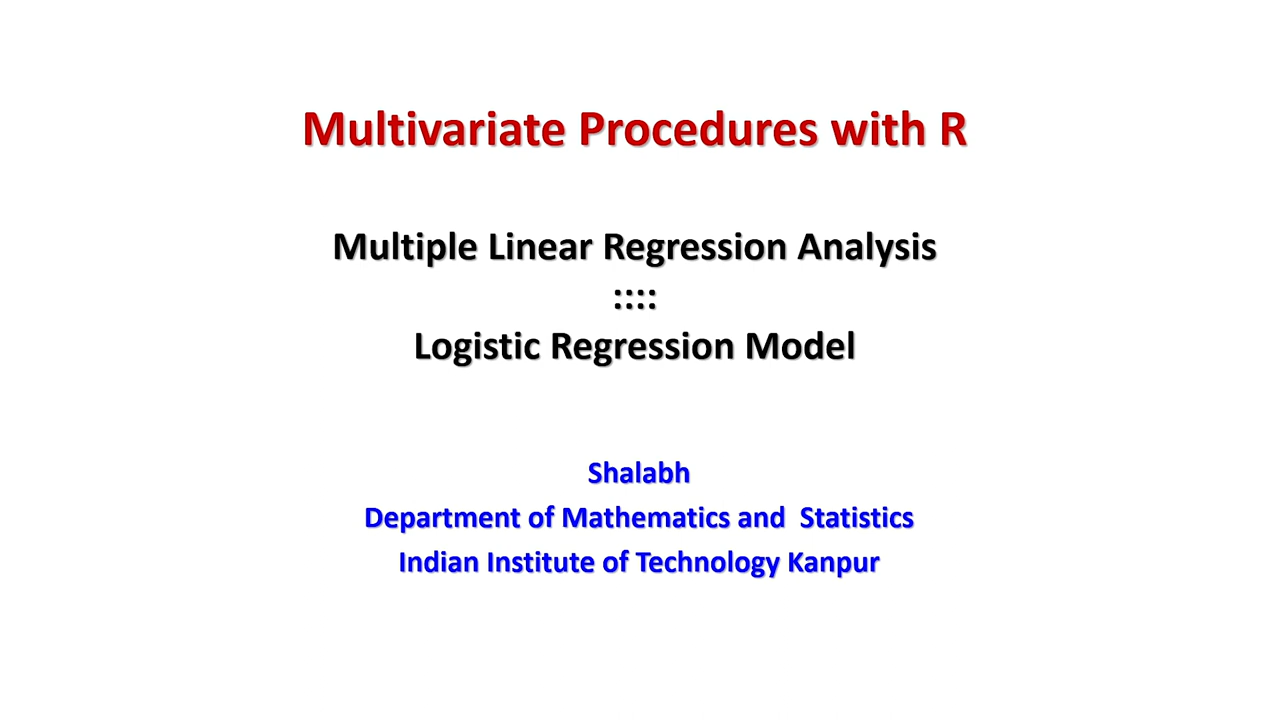 Multivariate Procedures with R
Multiple Linear Regression Analysis
::::
Logistic Regression Model
Shalabh
Department of Mathematics and Statistics
Indian Institute of Technology Kanpur